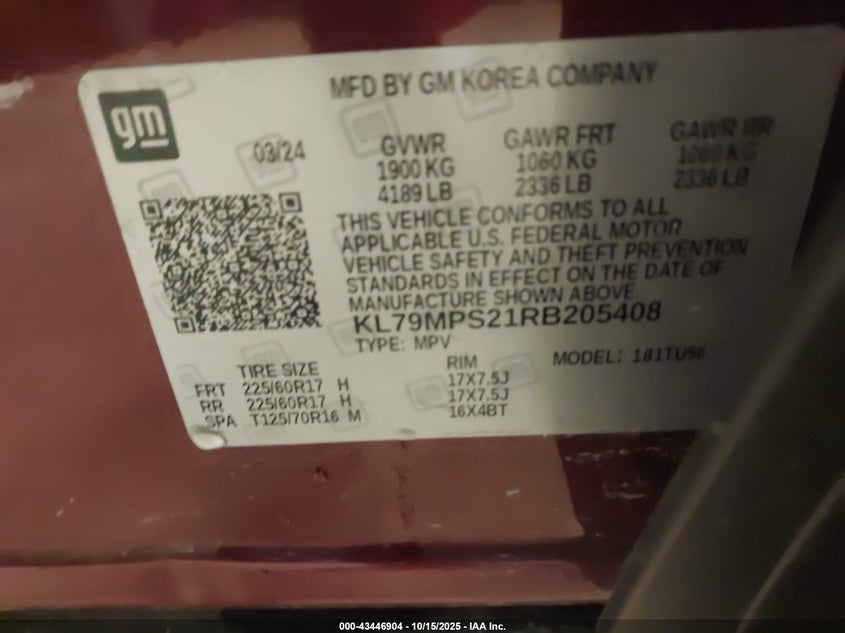 MFD BY GM KOREA COMPANY
gm
03/24
GVWR GAWR FRT GAWR RR
1900 KG 1060 KG 1060 KG
4189 LB 2336 LB 2336 LB
THIS VEHICLE CONFORMS TO ALL
APPLICABLE U.S. FEDERAL MOTOR
VEHICLE SAFETY AND THEFT PREVENTION
STANDARDS IN EFFECT ON THE DATE OF
MANUFACTURE SHOWN ABOVE.
KL79MPS21RB205408
TYPE: MPV MODEL: 181TU56
TIRE SIZE RIM
FRT 225/60R17 H 17X7.5J
RR 225/60R17 H 17X7.5J
SPA T125/70R16 M 16X4BT
000-43446904 - 10/15/2025 - IAA Inc.